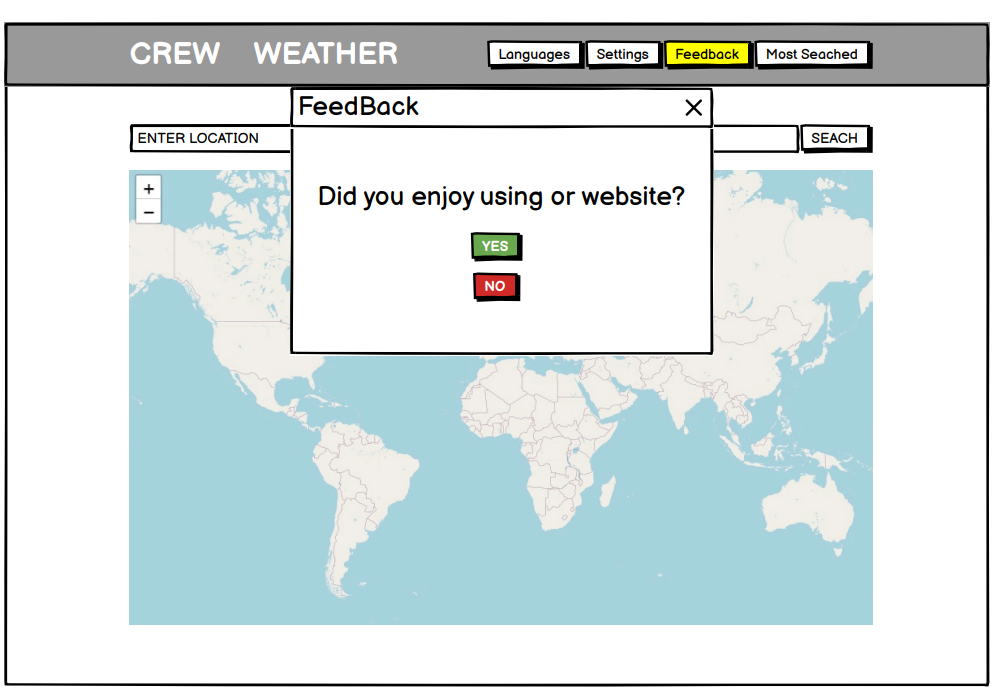 CREW WEATHER
Languages
Settings
Feedback
Most Seached
FeedBack
ENTER LOCATION
SEACH
+
−
Did you enjoy using or website?
YES
NO